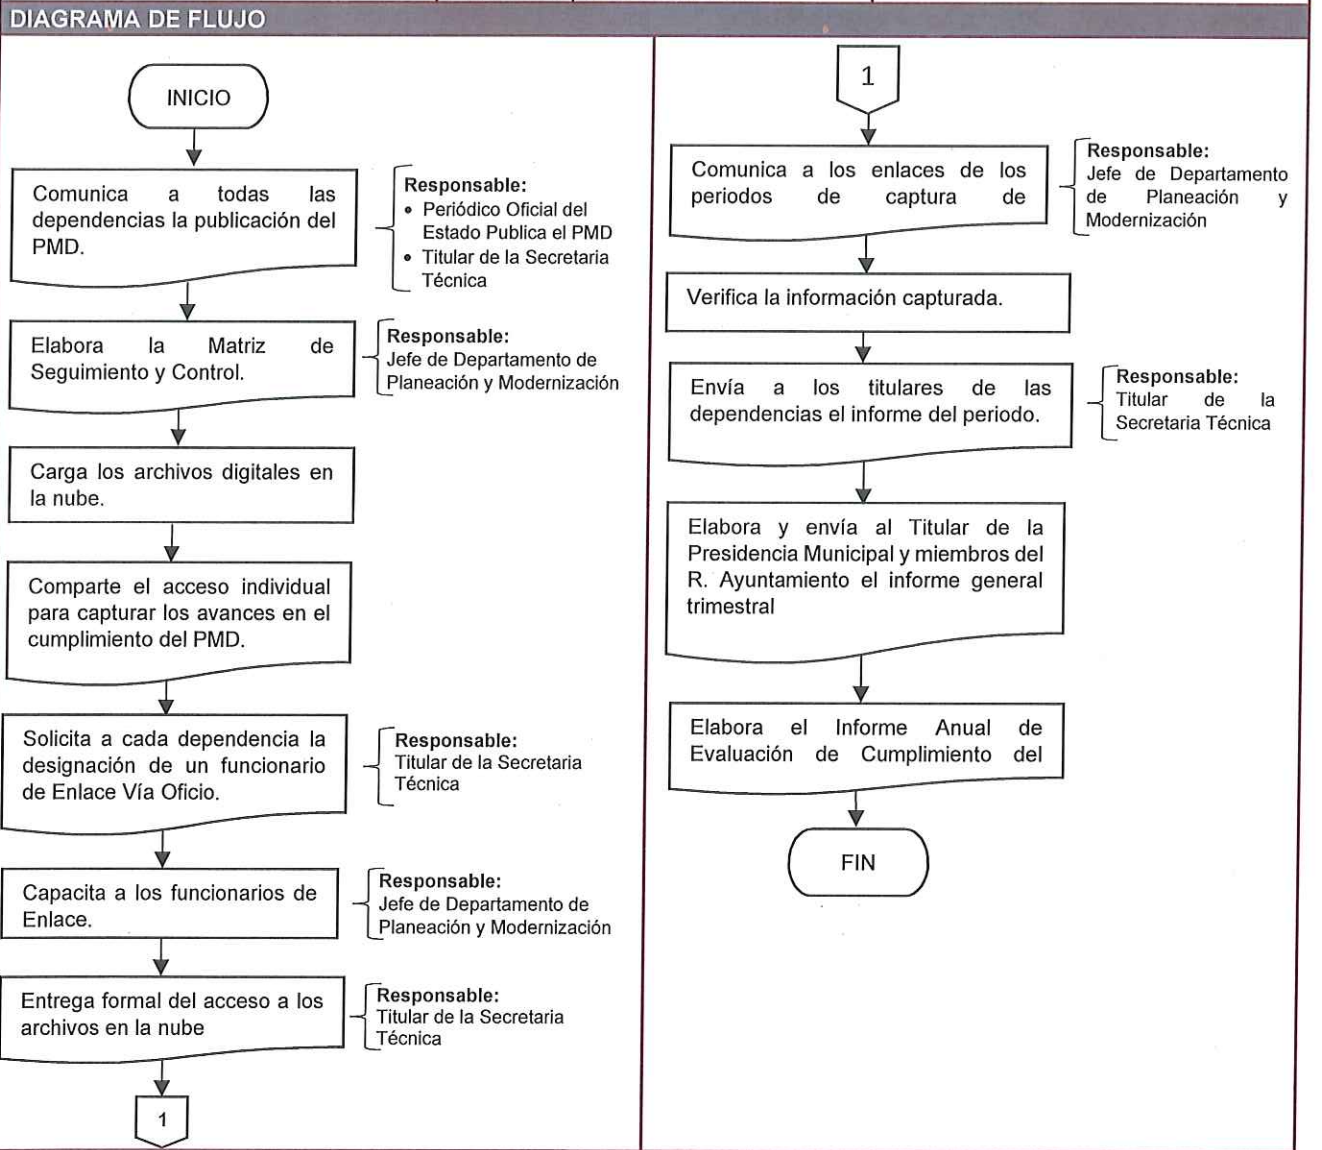 DIAGRAMA DE FLUJO
INICIO
Comunica a todas las
dependencias la publicación del
PMD.
Responsable:
• Periódico Oficial del
Estado Publica el PMD
• Titular de la Secretaria
Técnica
Elabora la Matriz de
Seguimiento y Control.
Responsable:
Jefe de Departamento de
Planeación y Modernización
Carga los archivos digitales en
la nube.
Comparte el acceso individual
para capturar los avances en el
cumplimiento del PMD.
Solicita a cada dependencia la
designación de un funcionario
de Enlace Vía Oficio.
Responsable:
Titular de la Secretaria
Técnica
Capacita a los funcionarios de
Enlace.
Responsable:
Jefe de Departamento de
Planeación y Modernización
Entrega formal del acceso a los
archivos en la nube
Responsable:
Titular de la Secretaria
Técnica
1
1
Comunica a los enlaces de los
periodos de captura de
Responsable:
Jefe de Departamento
de Planeación y
Modernización
Verifica la información capturada.
Envía a los titulares de las
dependencias el informe del periodo.
Responsable:
Titular de la
Secretaria Técnica
Elabora y envía al Titular de la
Presidencia Municipal y miembros del
R. Ayuntamiento el informe general
trimestral
Elabora el Informe Anual de
Evaluación de Cumplimiento del
FIN